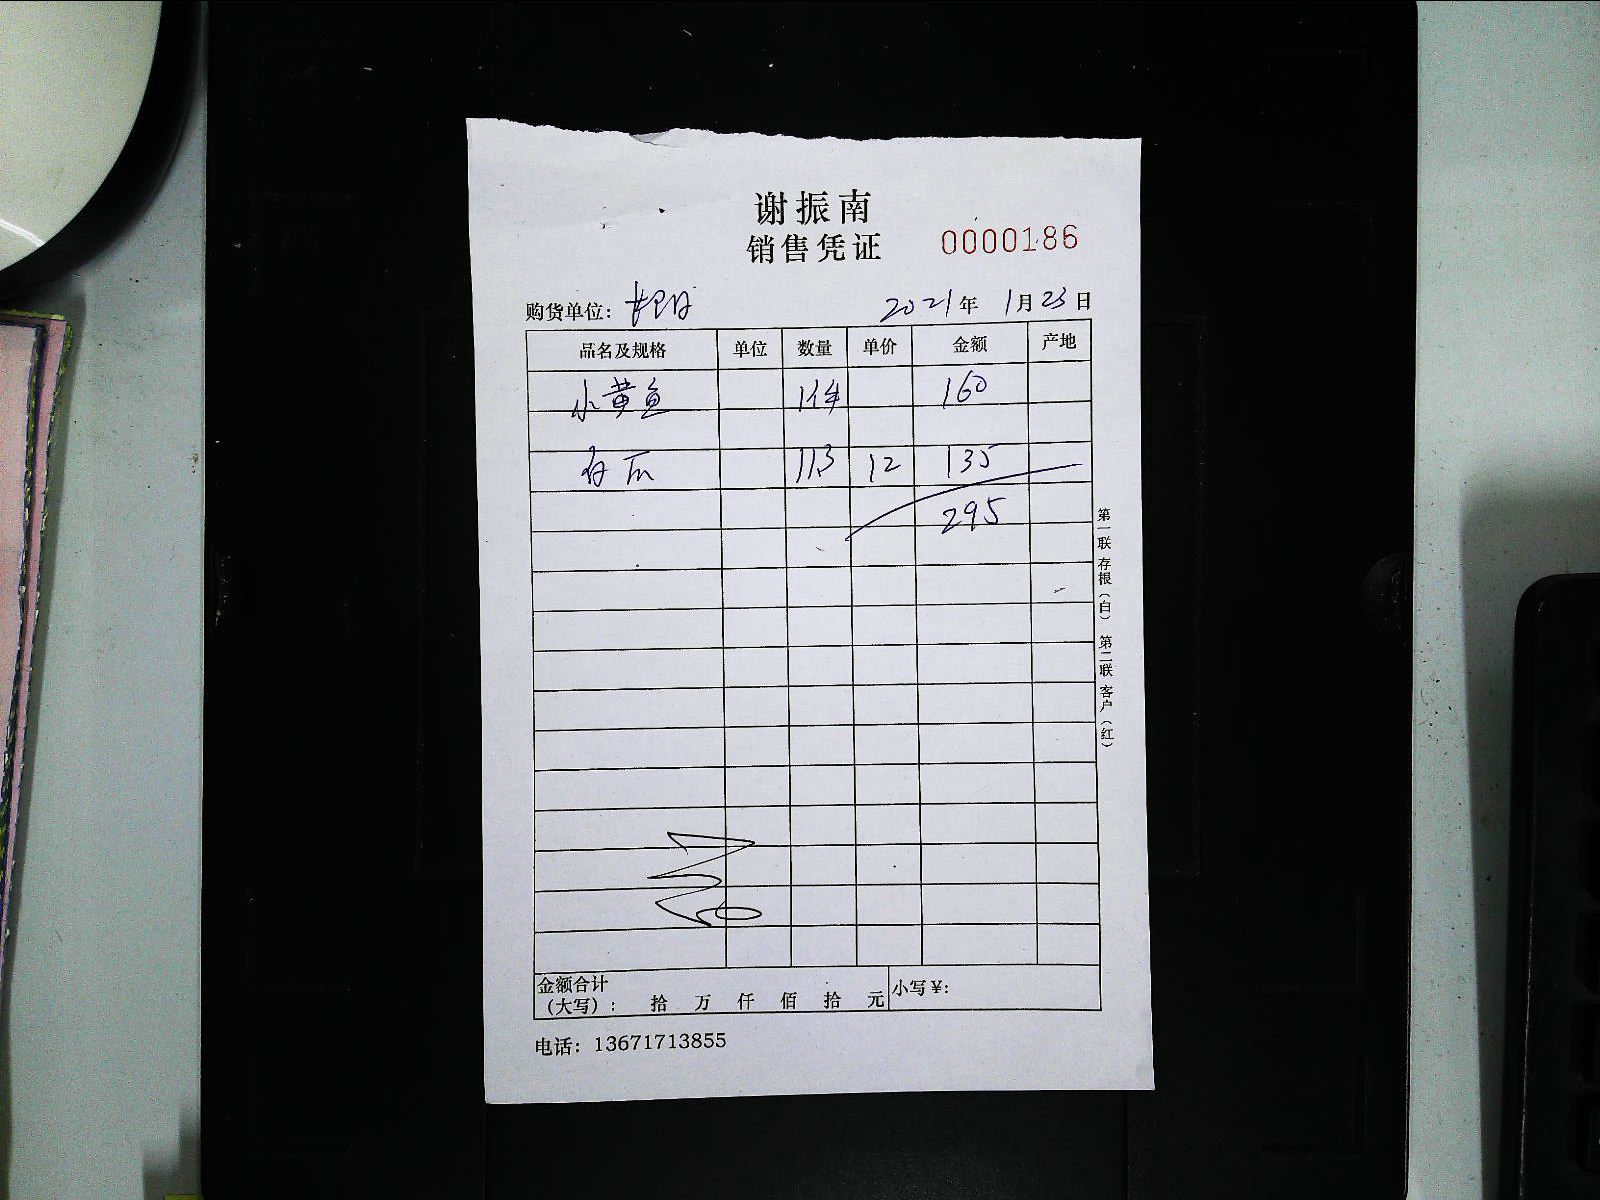 谢振南
销售凭证 0000186
购货单位： 2021年 1月23日
品名及规格 单位 数量 单价 金额 产地
小黄鱼 1件 160
113 12 135
295
第一联 存根（白） 第二联 客户（红）
金额合计
（大写）： 拾 万 仟 佰 拾 元 小写￥:
电话：13671713855